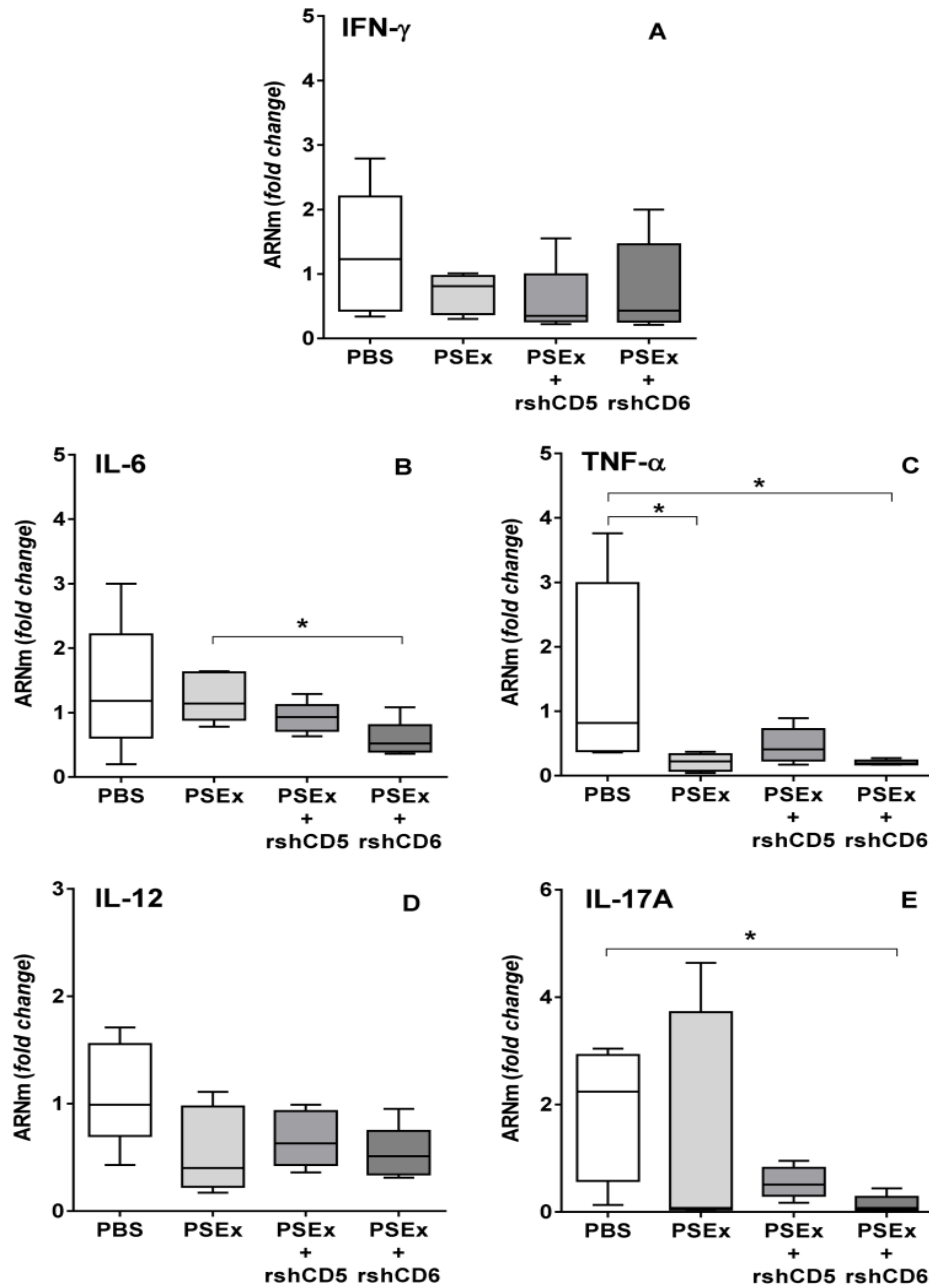 IFN-γ
A
ARNm (fold change)
5
4
3
2
1
0
PBS
PSEx
PSEx + rshCD5
PSEx + rshCD6
IL-6
B
ARNm (fold change)
5
4
3
2
1
0
*
PBS
PSEx
PSEx + rshCD5
PSEx + rshCD6
TNF-α
C
ARNm (fold change)
5
4
3
2
1
0
*
*
PBS
PSEx
PSEx + rshCD5
PSEx + rshCD6
IL-12
D
ARNm (fold change)
3
2
1
0
PBS
PSEx
PSEx + rshCD5
PSEx + rshCD6
IL-17A
E
ARNm (fold change)
6
4
2
0
*
PBS
PSEx
PSEx + rshCD5
PSEx + rshCD6